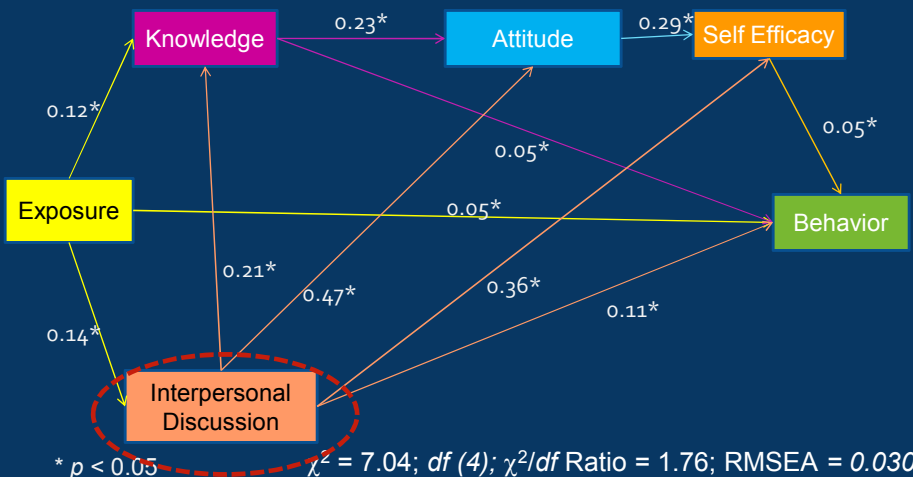 Knowledge
0.23*
Attitude
0.29*
Self Efficacy
0.12*
0.05*
0.05*
Exposure
0.05*
Behavior
0.21*
0.47*
0.36*
0.11*
0.14*
Interpersonal
Discussion
* p < 0.05
χ² = 7.04; df (4); χ²/df Ratio = 1.76; RMSEA = 0.030